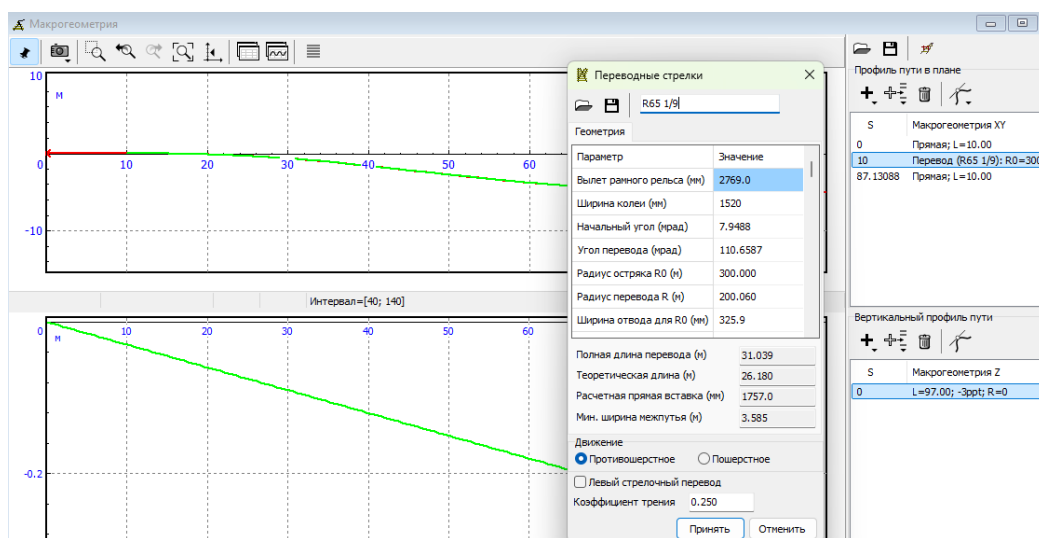 Макрогеометрия
10
м
0
10
20
30
40
50
60
-10
Интервал=[40; 140]
0
10
20
30
40
50
60
м
-0.2
Переводные стрелки
R65 1/9
Геометрия
Параметр Значение
Вылет рамного рельса (мм) 2769.0
Ширина колеи (мм) 1520
Начальный угол (мрад) 7.9488
Угол перевода (мрад) 110.6587
Радиус остряка R0 (м) 300.000
Радиус перевода R (м) 200.060
Ширина отвода для R0 (мм) 325.9
Полная длина перевода (м) 31.039
Теоретическая длина (м) 26.180
Расчетная прямая вставка (мм) 1757.0
Мин. ширина межпутья (м) 3.585
Движение
Противошерстное Пошерстное
Левый стрелочный перевод
Коэффициент трения 0.250
Принять Отменить
Профиль пути в плане
S Макрогеометрия XY
0 Прямая; L=10.00
10 Перевод (R65 1/9): R0=300
87.13088 Прямая; L=10.00
Вертикальный профиль пути
S Макрогеометрия Z
0 L=97.00; -3ppt; R=0